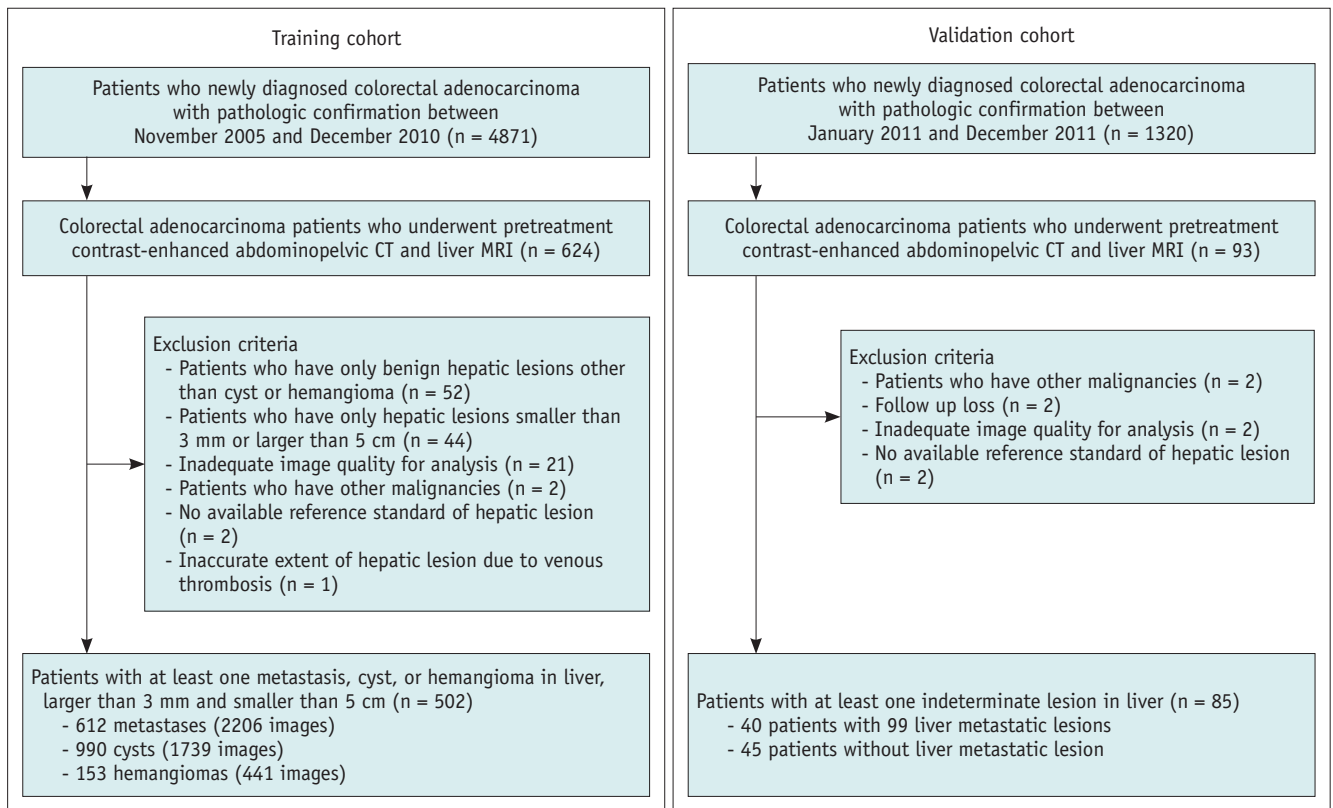 Training cohort
Patients who newly diagnosed colorectal adenocarcinoma
with pathologic confirmation between
November 2005 and December 2010 (n = 4871)
Colorectal adenocarcinoma patients who underwent pretreatment
contrast-enhanced abdominopelvic CT and liver MRI (n = 624)
Exclusion criteria
- Patients who have only benign hepatic lesions other
than cyst or hemangioma (n = 52)
- Patients who have only hepatic lesions smaller than
3 mm or larger than 5 cm (n = 44)
- Inadequate image quality for analysis (n = 21)
- Patients who have other malignancies (n = 2)
- No available reference standard of hepatic lesion
(n = 2)
- Inaccurate extent of hepatic lesion due to venous
thrombosis (n = 1)
Patients with at least one metastasis, cyst, or hemangioma in liver,
larger than 3 mm and smaller than 5 cm (n = 502)
- 612 metastases (2206 images)
- 990 cysts (1739 images)
- 153 hemangiomas (441 images)
Validation cohort
Patients who newly diagnosed colorectal adenocarcinoma
with pathologic confirmation between
January 2011 and December 2011 (n = 1320)
Colorectal adenocarcinoma patients who underwent pretreatment
contrast-enhanced abdominopelvic CT and liver MRI (n = 93)
Exclusion criteria
- Patients who have other malignancies (n = 2)
- Follow up loss (n = 2)
- Inadequate image quality for analysis (n = 2)
- No available reference standard of hepatic lesion
(n = 2)
Patients with at least one indeterminate lesion in liver (n = 85)
- 40 patients with 99 liver metastatic lesions
- 45 patients without liver metastatic lesion